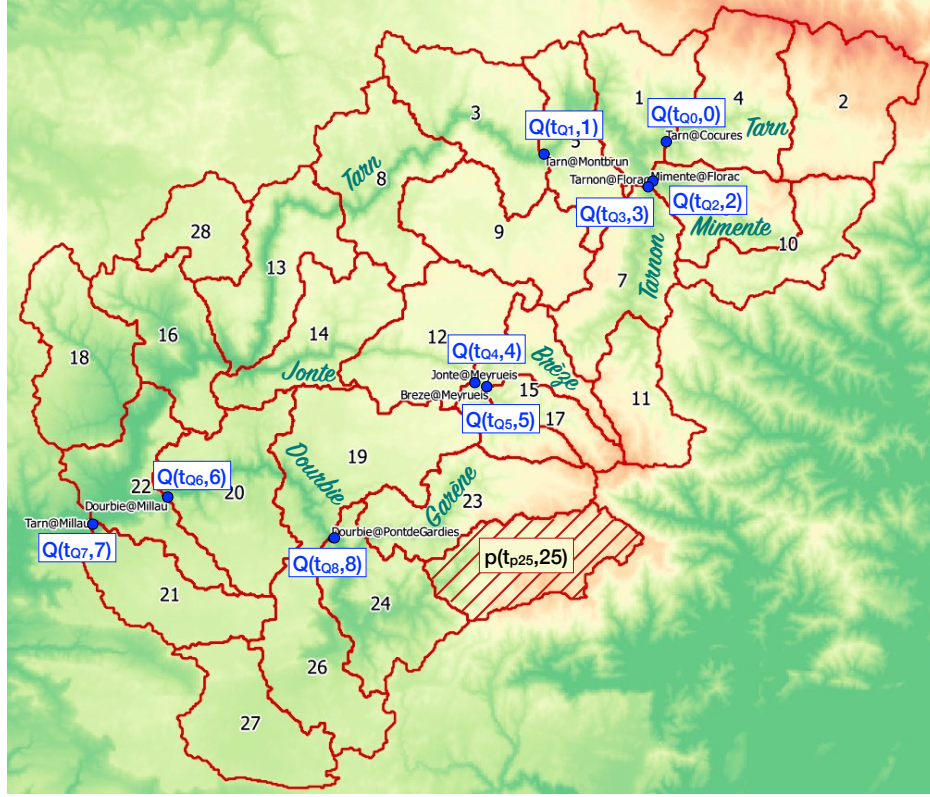 1
4
2
3
Q(tQ0,0)
Q(tQ1,1)
5
Tarn@Cocures
Tarn
Tarn@Montbrun
Tarn
8
Tarnon@Florac
Mimente@Florac
Q(tQ2,2)
Q(tQ3,3)
Mimente
28
9
10
13
7
Tarnon
16
14
12
18
Q(tQ4,4)
Brèze
Jonte
Jonte@Meyrueis
Breze@Meyrueis
15
11
Q(tQ5,5)
17
19
Dourbie
Q(tQ6,6)
22
20
Garène
23
Dourbie@Millau
Tarn@Millau
Dourbie@PontdeGardies
Q(tQ7,7)
Q(tQ8,8)
p(tp25,25)
21
24
26
27